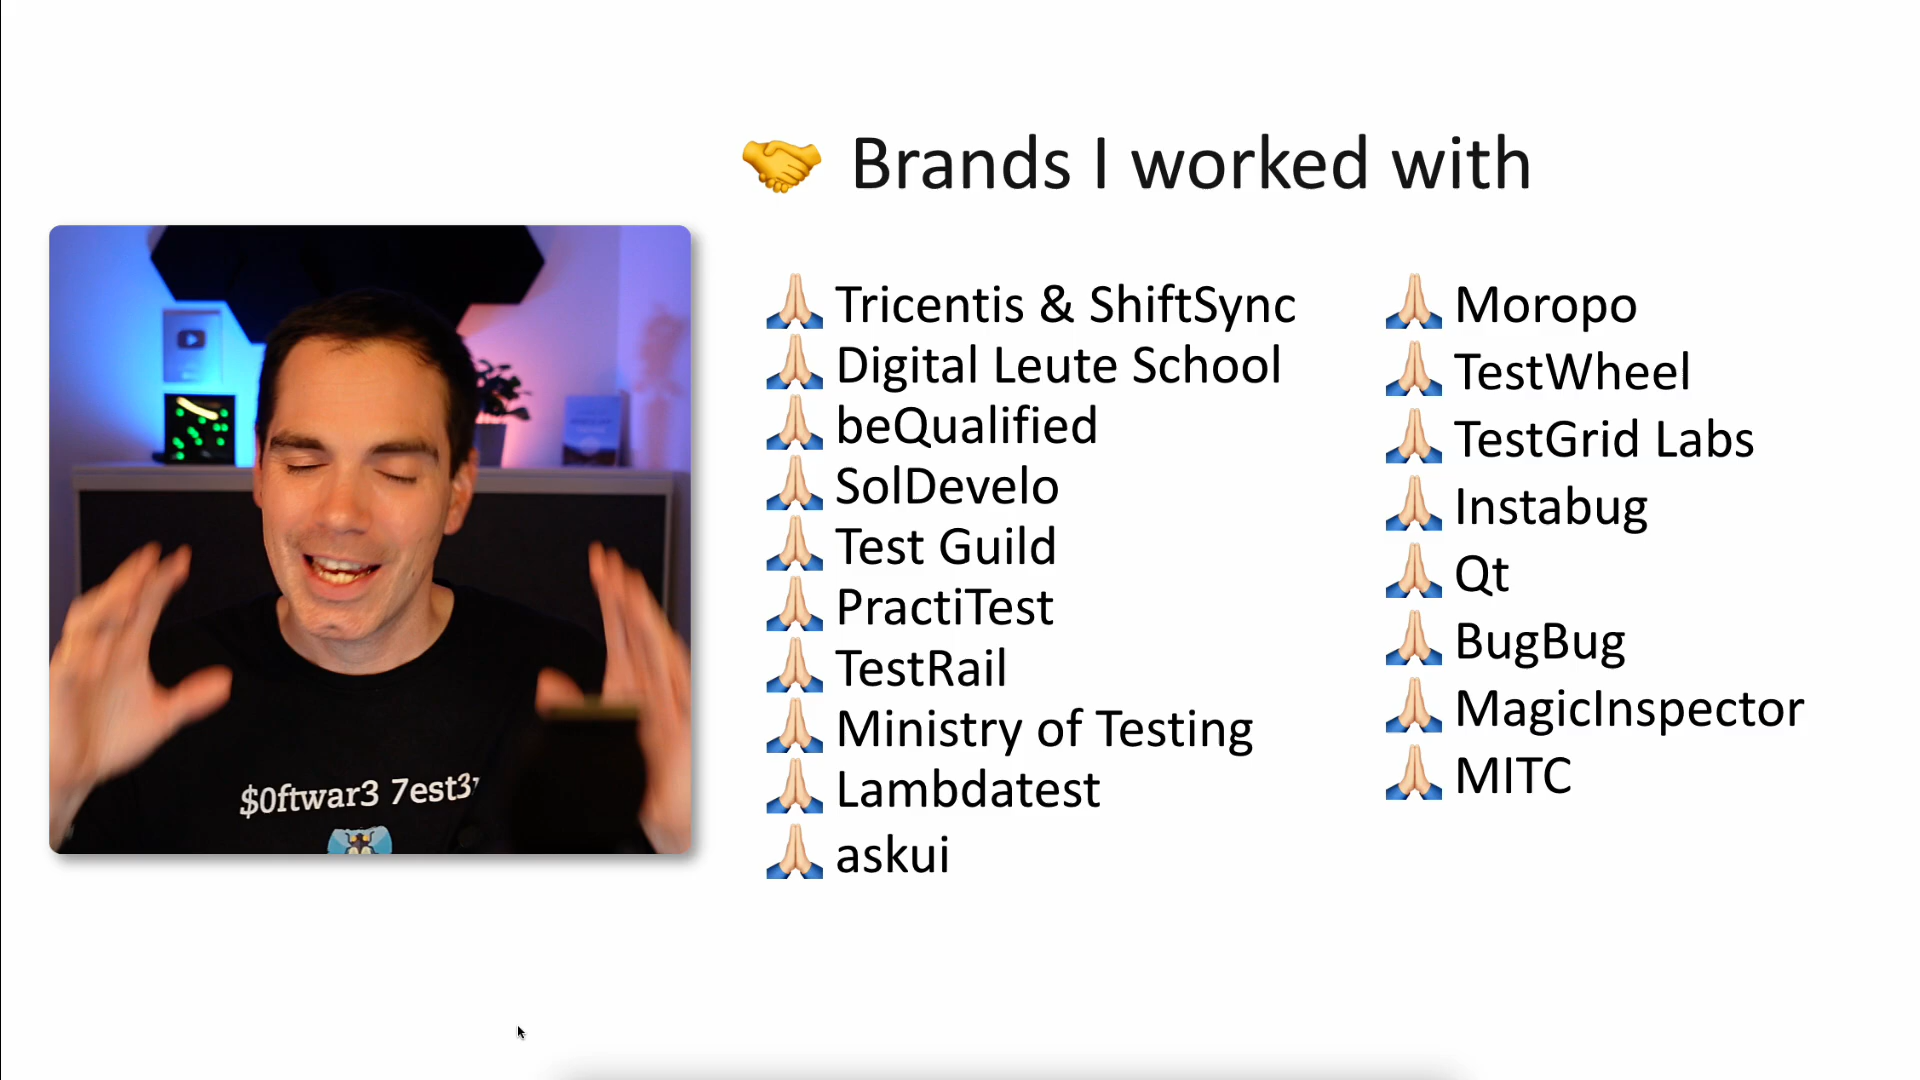 🤝 Brands I worked with
🙏🏻 Tricentis & ShiftSync
🙏🏻 Digital Leute School
🙏🏻 beQualified
🙏🏻 SolDevelo
🙏🏻 Test Guild
🙏🏻 PractiTest
🙏🏻 TestRail
🙏🏻 Ministry of Testing
🙏🏻 Lambdatest
🙏🏻 askui
🙏🏻 Moropo
🙏🏻 TestWheel
🙏🏻 TestGrid Labs
🙏🏻 Instabug
🙏🏻 Qt
🙏🏻 BugBug
🙏🏻 MagicInspector
🙏🏻 MITC
$0ftwar3